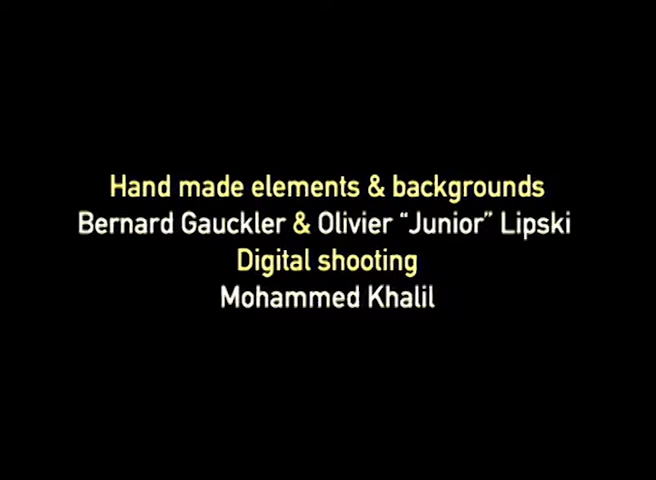 Hand made elements & backgrounds
Bernard Gauckler & Olivier “Junior” Lipski
Digital shooting
Mohammed Khalil